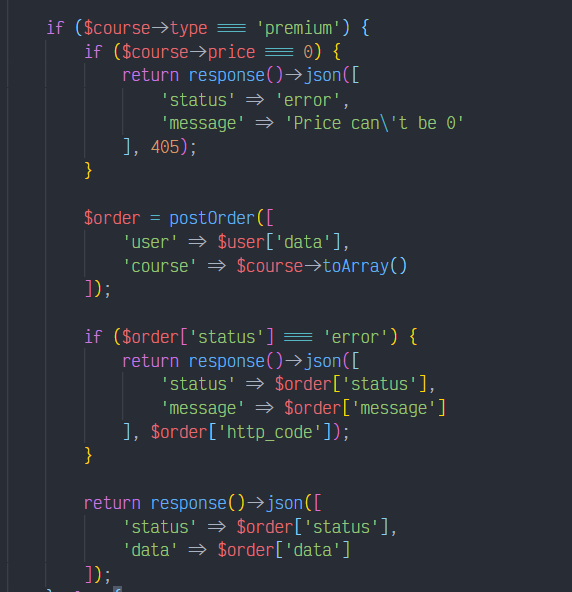 if ($course->type === 'premium') {
if ($course->price === 0) {
return response()->json([
'status' => 'error',
'message' => 'Price can\'t be 0'
], 405);
}
$order = postOrder([
'user' => $user['data'],
'course' => $course->toArray()
]);
if ($order['status'] === 'error') {
return response()->json([
'status' => $order['status'],
'message' => $order['message']
], $order['http_code']);
}
return response()->json([
'status' => $order['status'],
'data' => $order['data']
]);